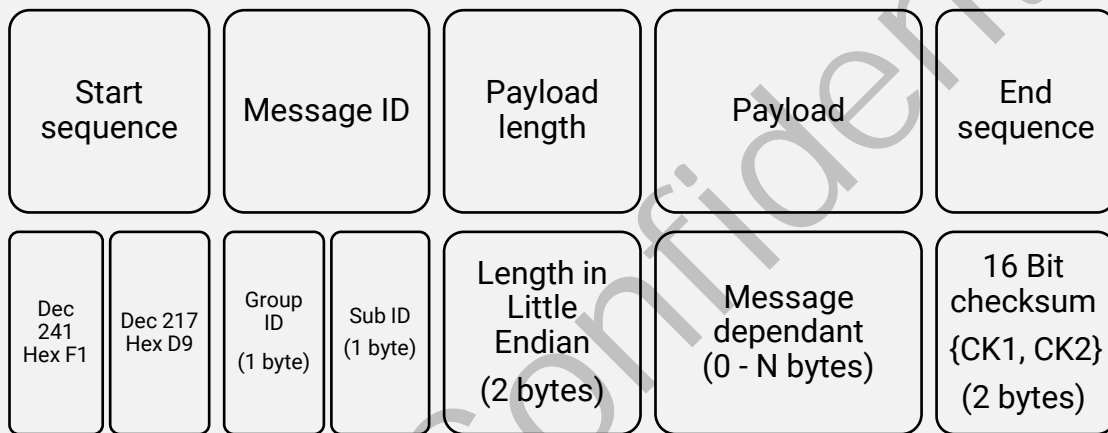 Start
sequence
Message ID
Payload
length
Payload
End
sequence
Dec
241
Hex F1
Dec 217
Hex D9
Group
ID
(1 byte)
Sub ID
(1 byte)
Length in
Little
Endian
(2 bytes)
Message
dependant
(0 - N bytes)
16 Bit
checksum
{CK1, CK2}
(2 bytes)